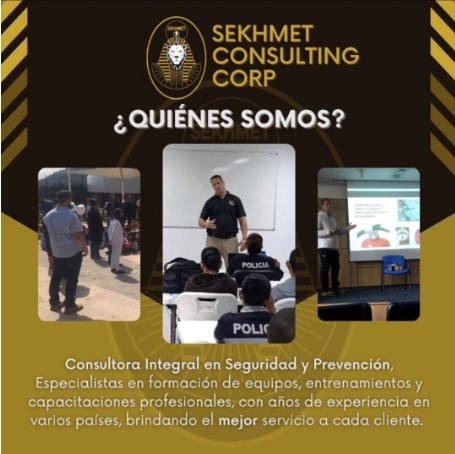 SEKHMET
CONSULTING
CORP
¿QUIÉNES SOMOS?
SEKHMET
POLICIA
POLIC
Consultora Integral en Seguridad y Prevención,
Especialistas en formación de equipos, entrenamientos y
capacitaciones profesionales, con años de experiencia en
varios países, brindando el mejor servicio a cada cliente.